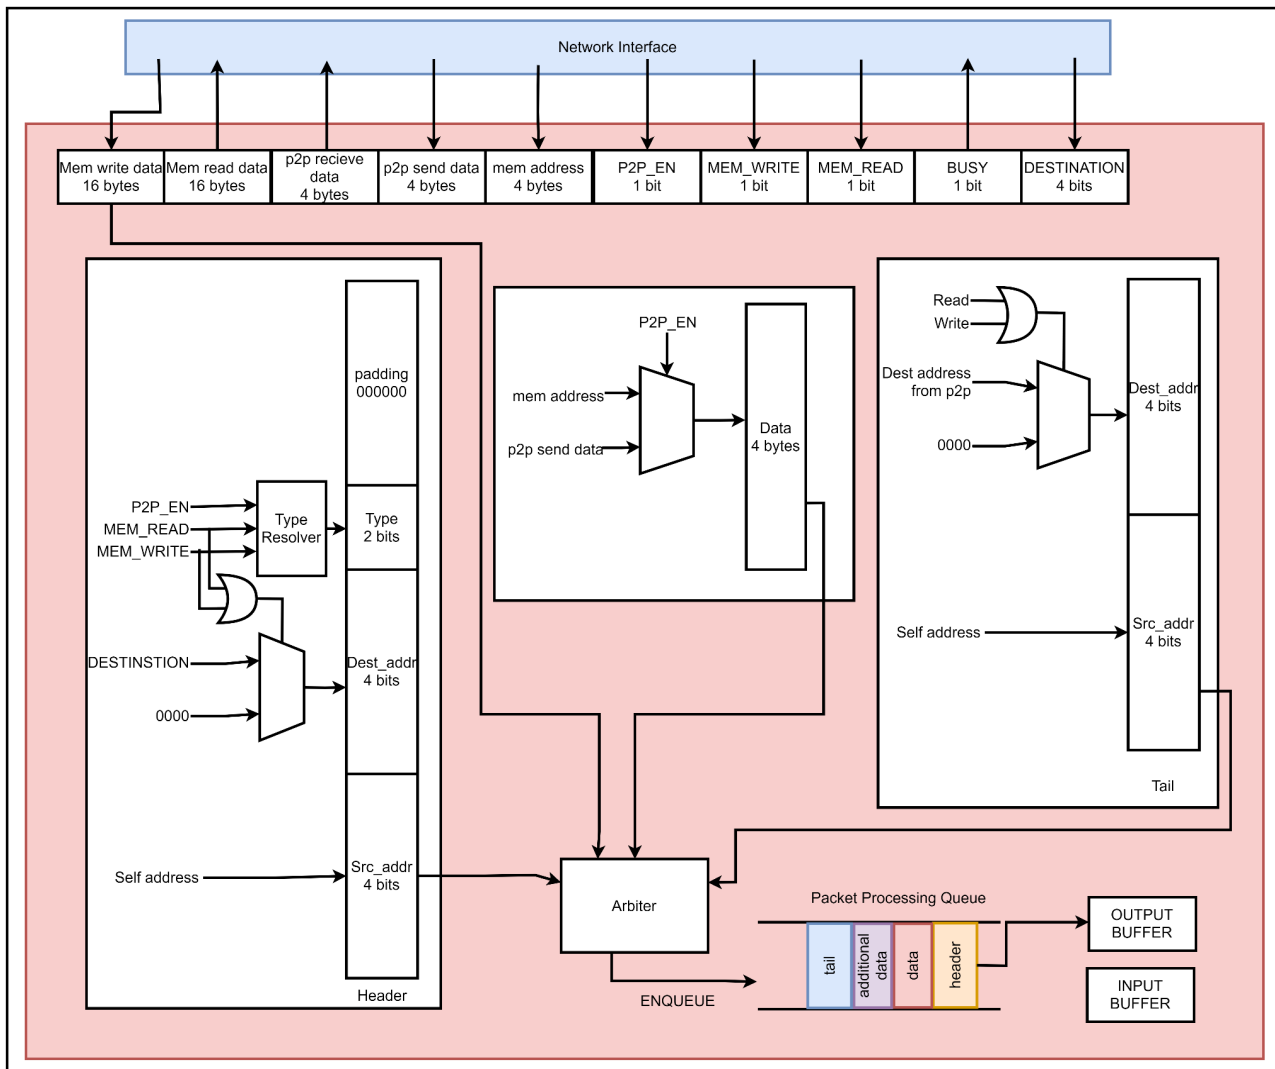 Network Interface
Mem write data
16 bytes
Mem read data
16 bytes
p2p recieve
data
4 bytes
p2p send data
4 bytes
mem address
4 bytes
P2P_EN
1 bit
MEM_WRITE
1 bit
MEM_READ
1 bit
BUSY
1 bit
DESTINATION
4 bits
padding
000000
P2P_EN
MEM_READ
MEM_WRITE
Type
Resolver
Type
2 bits
DESTINSTION
0000
Dest_addr
4 bits
Self address
Src_addr
4 bits
Header
P2P_EN
mem address
p2p send data
Data
4 bytes
Read
Write
Dest address
from p2p
0000
Dest_addr
4 bits
Self address
Src_addr
4 bits
Tail
Arbiter
ENQUEUE
Packet Processing Queue
tail
additional
data
data
header
OUTPUT
BUFFER
INPUT
BUFFER